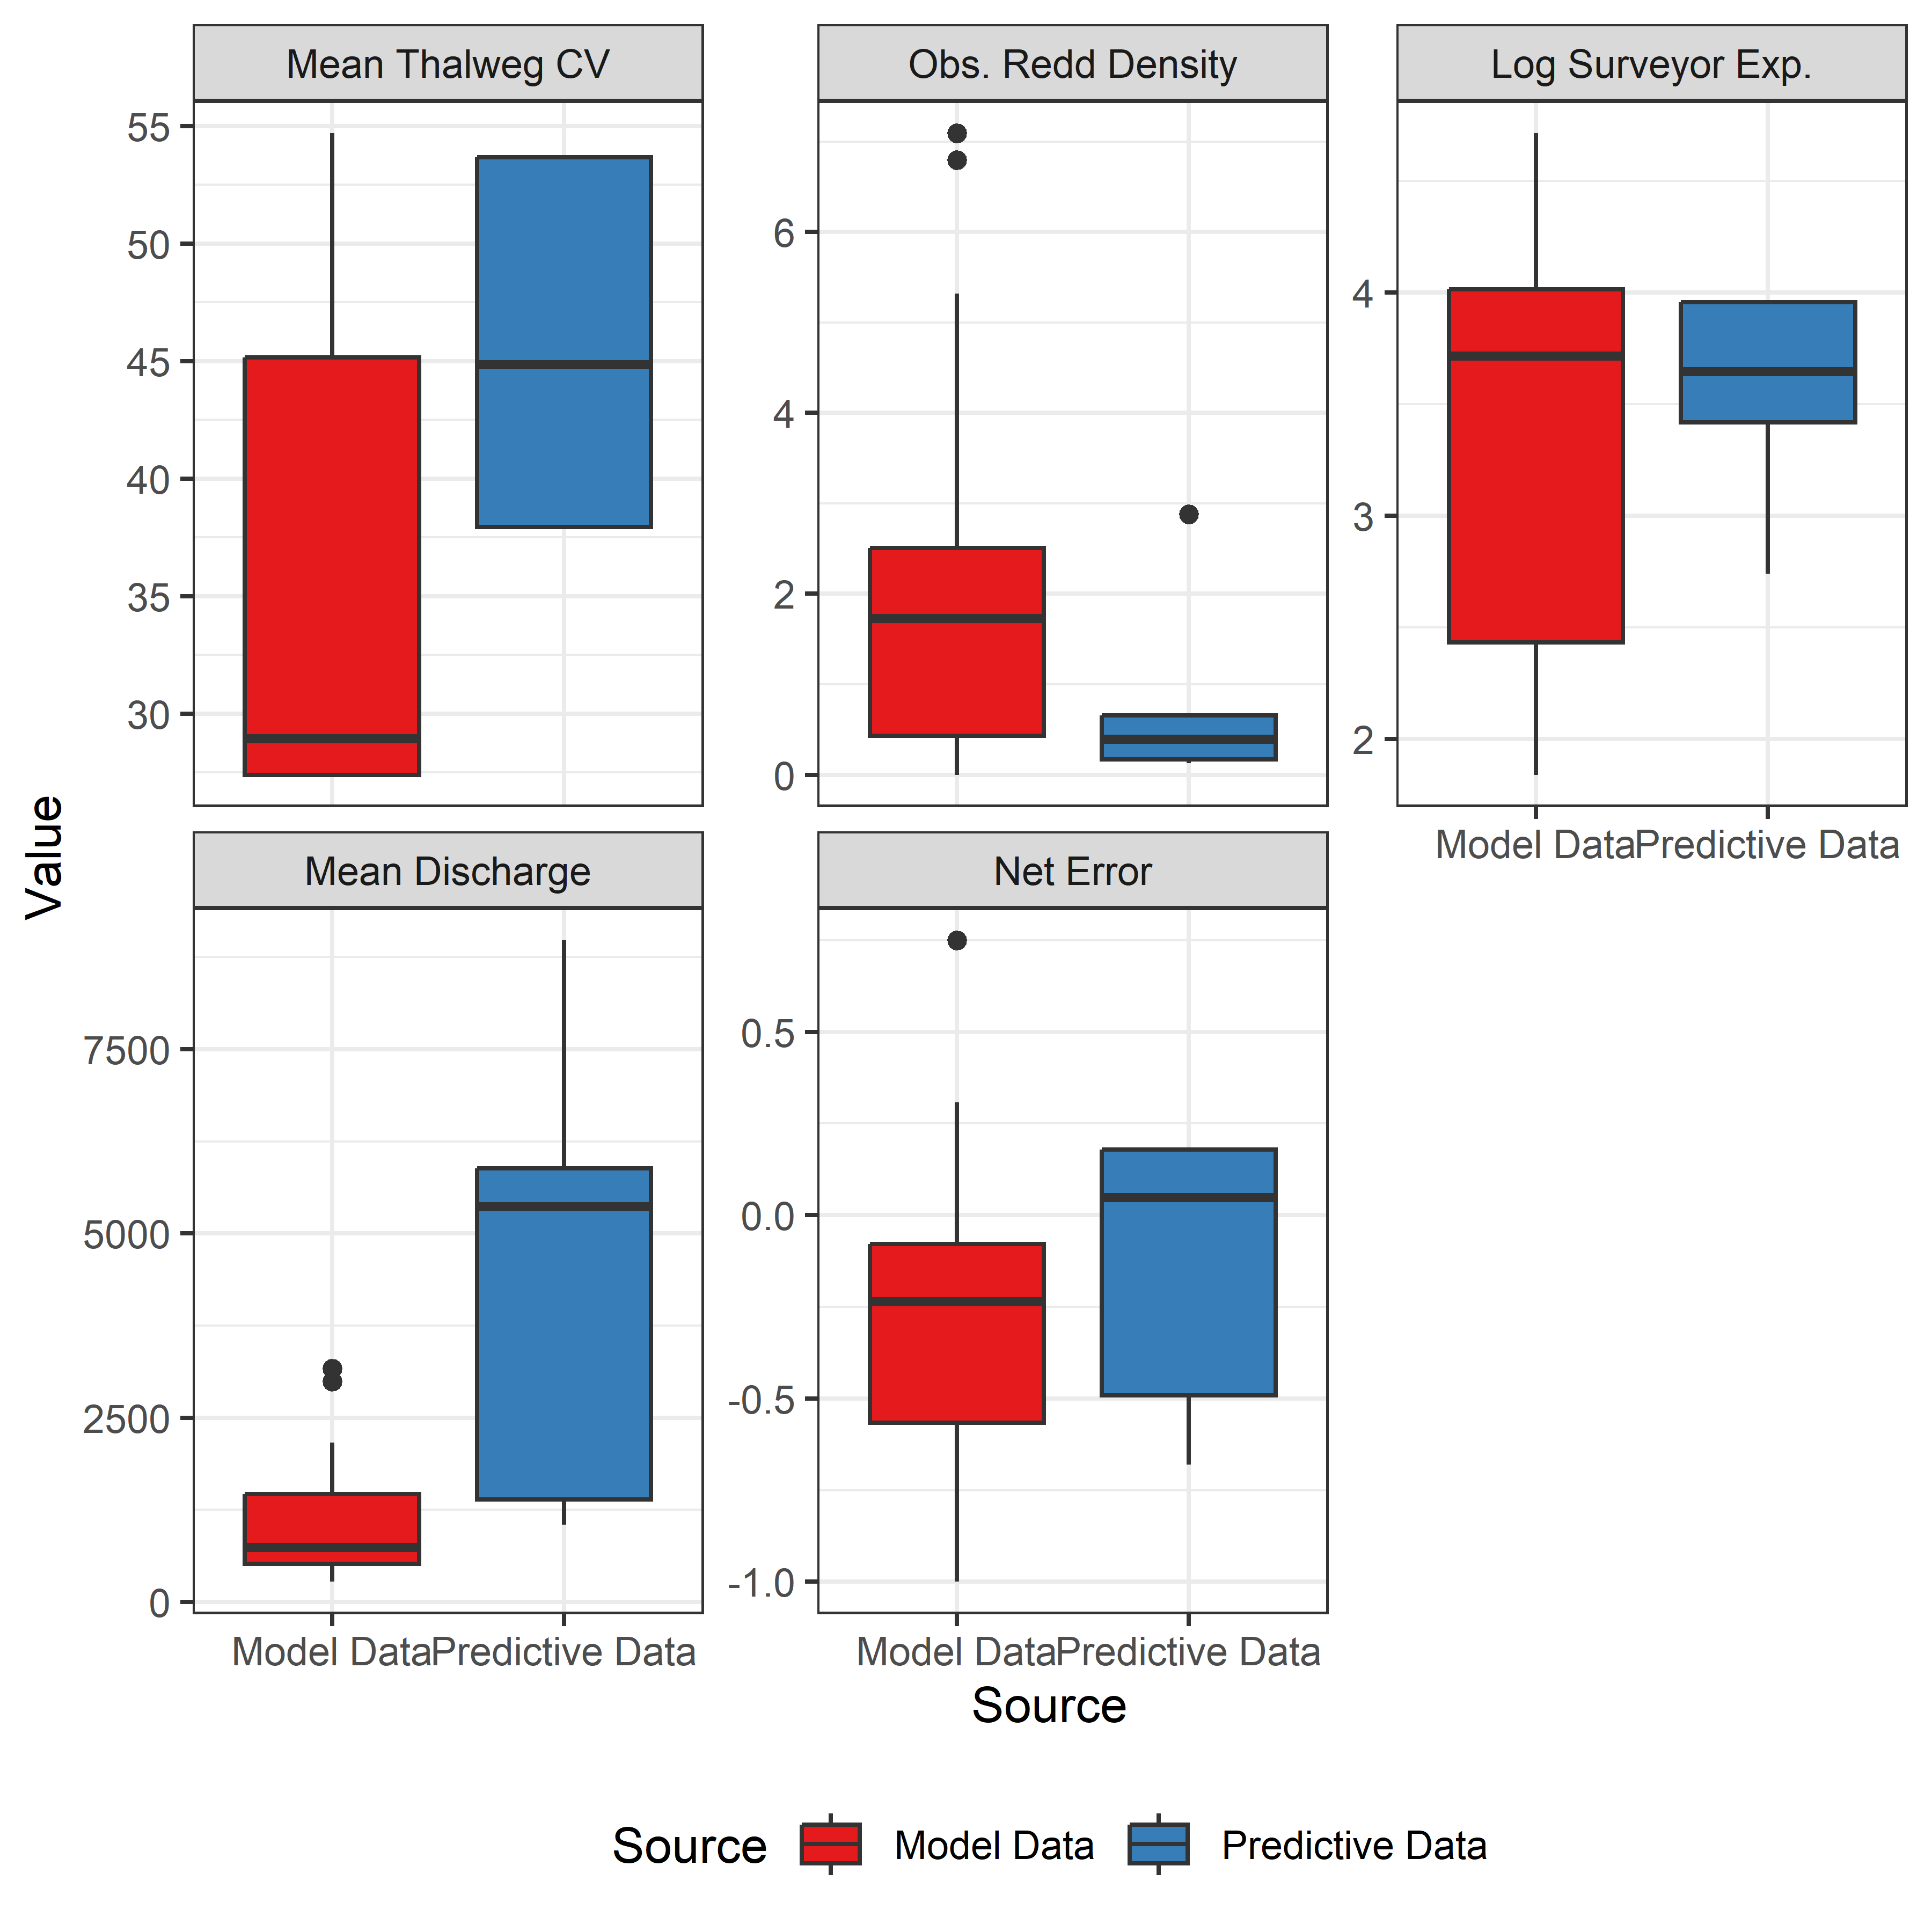 Mean Thalweg CV
Obs. Redd Density
Log Surveyor Exp.
55
50
45
40
35
30
6
4
2
0
4
3
2
Model Data
Predictive Data
Value
Mean Discharge
Net Error
7500
5000
2500
0
0.5
0.0
-0.5
-1.0
Model Data
Predictive Data
Model Data
Predictive Data
Source
Source
Model Data
Predictive Data